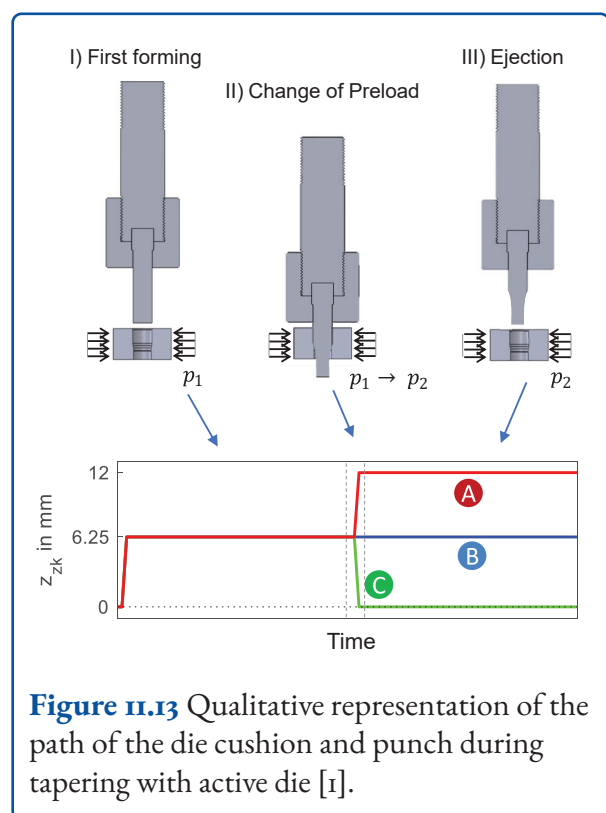 I) First forming
II) Change of Preload
III) Ejection
p₁
p₁ → p₂
p₂
12
6.25
0
z_zk in mm
A
B
C
Time
Figure 11.13 Qualitative representation of the
path of the die cushion and punch during
tapering with active die [1].